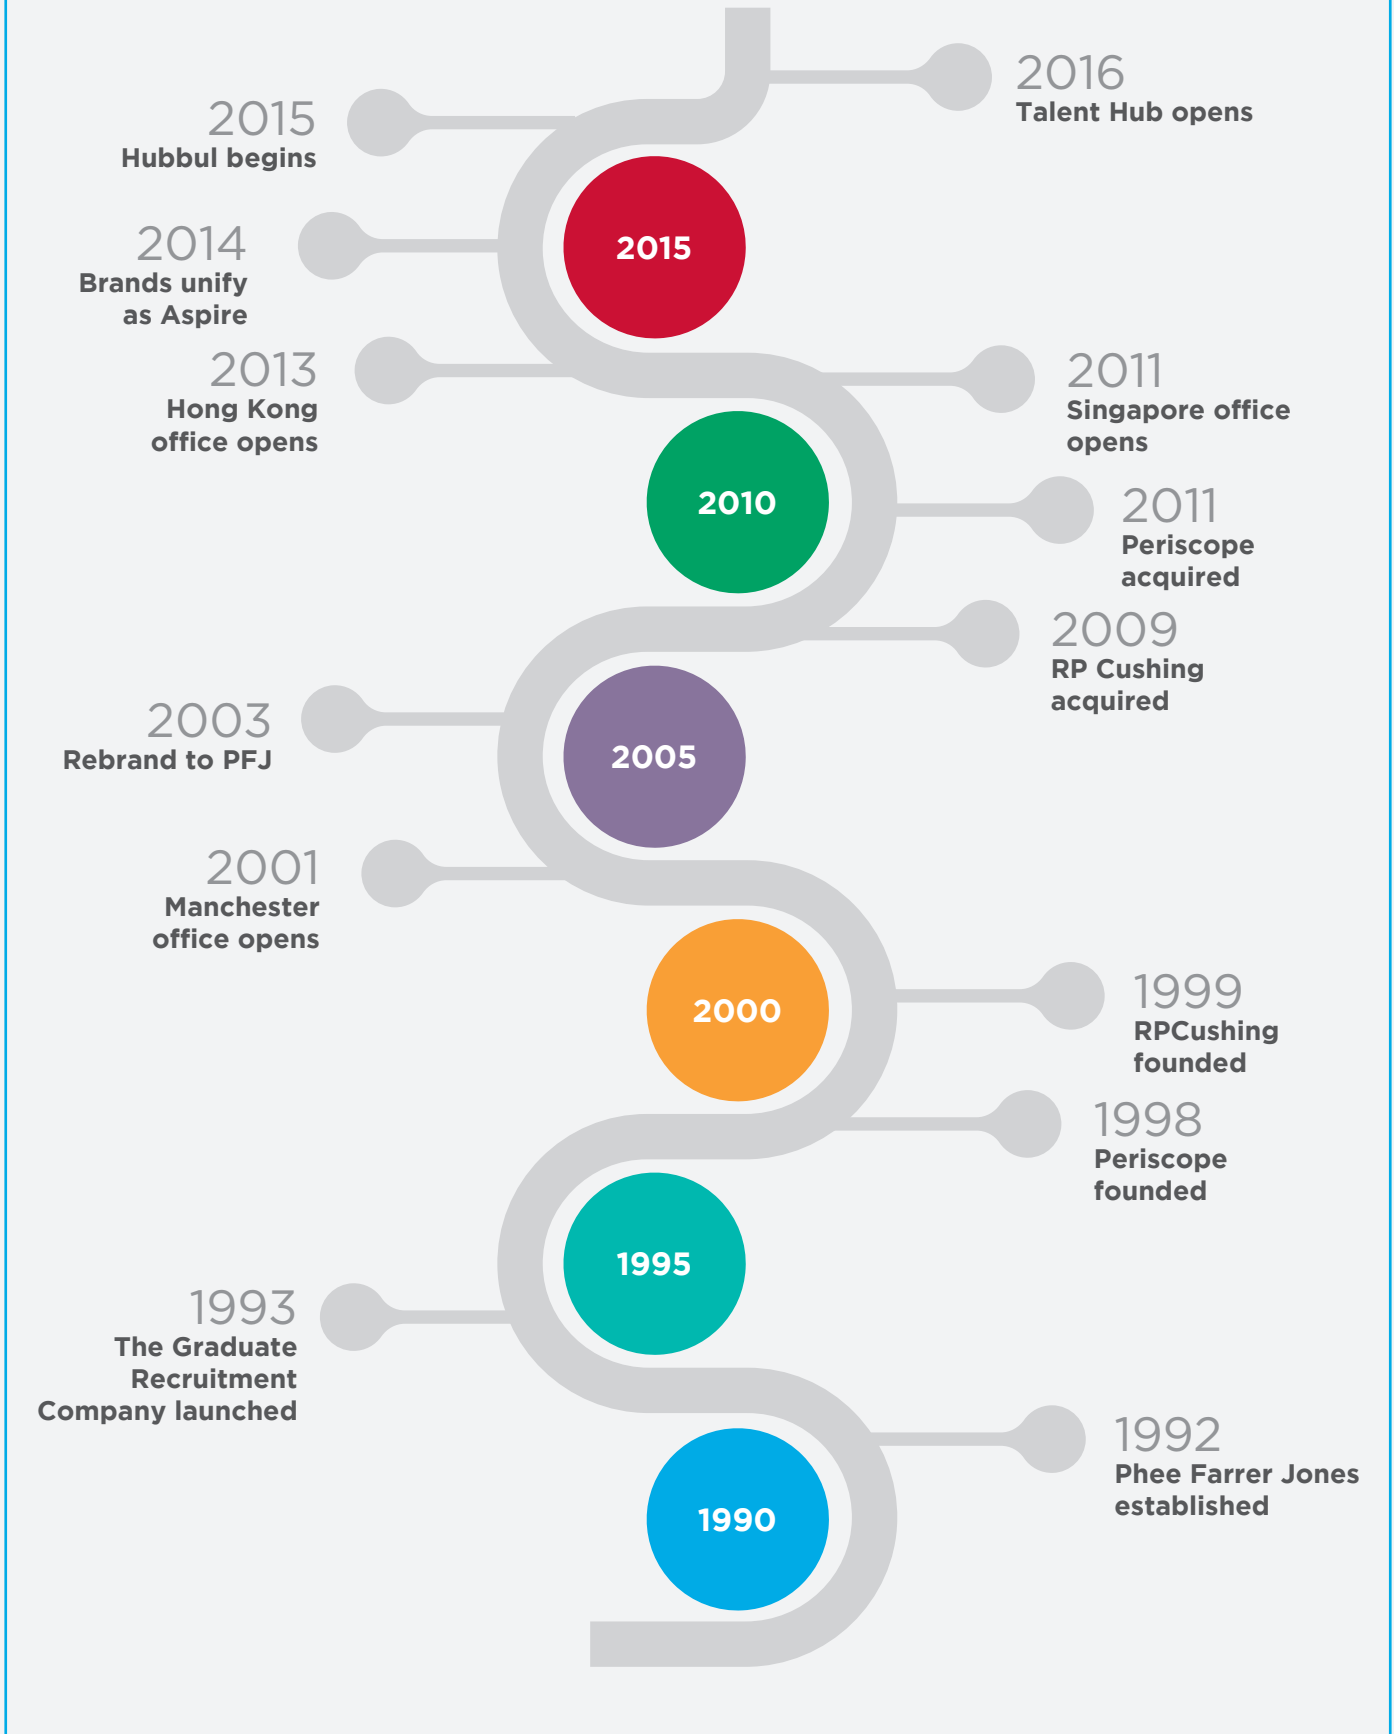 2016
Talent Hub opens
2015
Hubbul begins
2015
2014
Brands unify
as Aspire
2013
Hong Kong
office opens
2011
Singapore office
opens
2010
2011
Periscope
acquired
2009
RP Cushing
acquired
2003
Rebrand to PFJ
2005
2001
Manchester
office opens
2000
1999
RPCushing
founded
1998
Periscope
founded
1995
1993
The Graduate
Recruitment
Company launched
1992
Phee Farrer Jones
established
1990